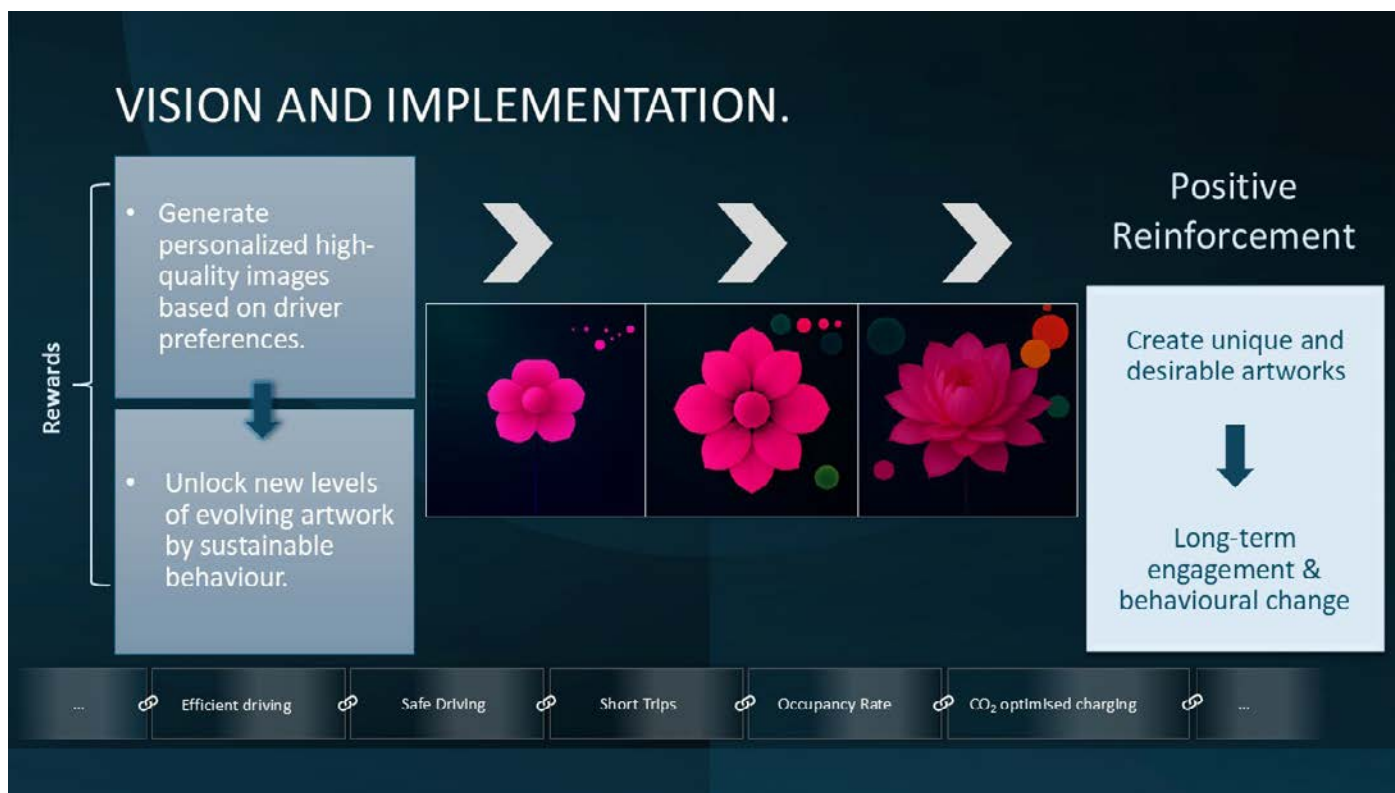 VISION AND IMPLEMENTATION.
Rewards
• Generate
personalized high-
quality images
based on driver
preferences.
• Unlock new levels
of evolving artwork
by sustainable
behaviour.
Positive
Reinforcement
Create unique and
desirable artworks
Long-term
engagement &
behavioural change
...
Efficient driving
Safe Driving
Short Trips
Occupancy Rate
CO₂ optimised charging
...